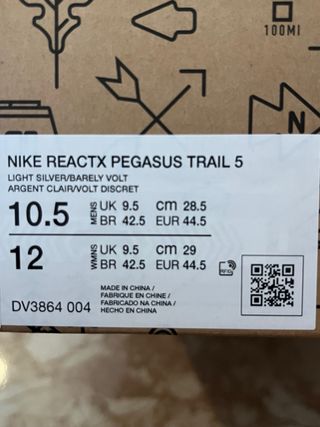 100MI
N
NIKE REACTX PEGASUS TRAIL 5
LIGHT SILVER/BARELY VOLT
ARGENT CLAIR/VOLT DISCRET
10.5 MENS UK 9.5 cm 28.5
BR 42.5 EUR 44.5
12 WMNS UK 9.5 cm 29
BR 42.5 EUR 44.5
RFID
DV3864 004
MADE IN CHINA /
FABRIQUE EN CHINE /
FABRICADO NA CHINA /
HECHO EN CHINA